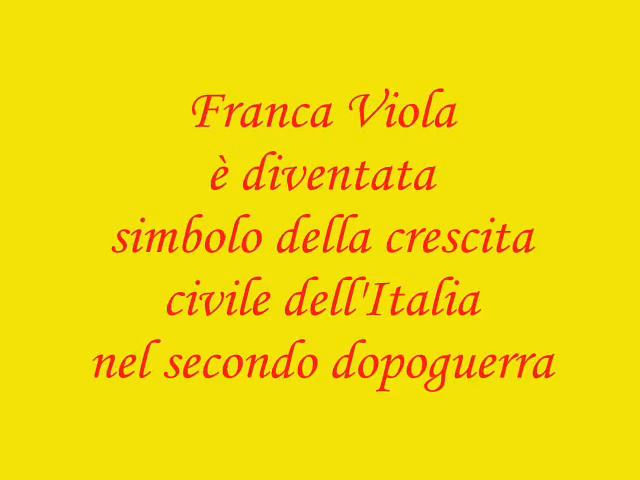 Franca Viola
è diventata
simbolo della crescita
civile dell'Italia
nel secondo dopoguerra